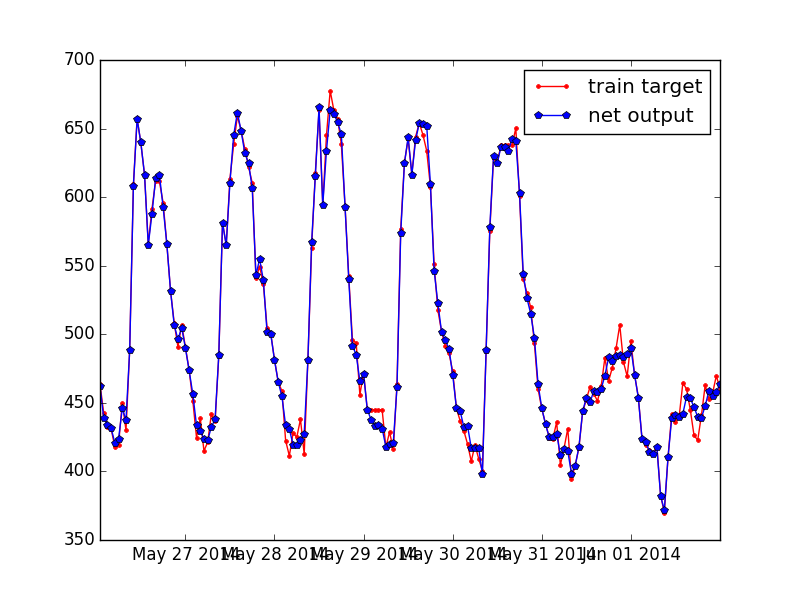 700
650
600
550
500
450
400
350
train target
net output
May 27 2014
May 28 2014
May 29 2014
May 30 2014
May 31 2014
Jun 01 2014